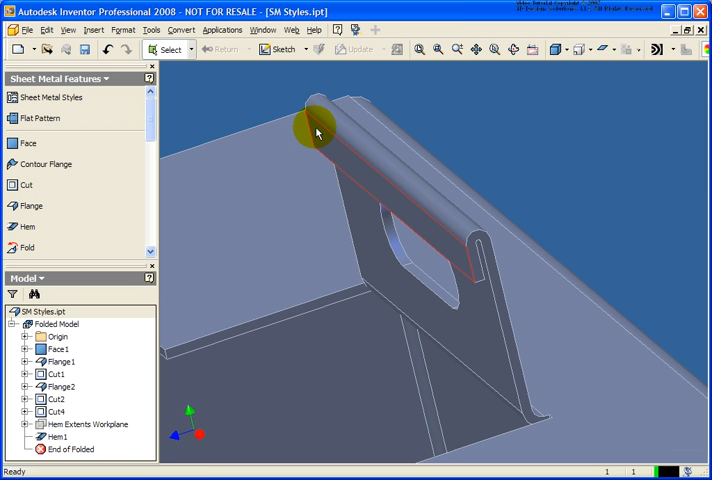 Autodesk Inventor Professional 2008 - NOT FOR RESALE - [SM Styles.ipt]
File Edit View Insert Format Tools Convert Applications Window Web Help
Select Return Sketch Update
Sheet Metal Features
Sheet Metal Styles
Flat Pattern
Face
Contour Flange
Cut
Flange
Hem
Fold
Model
SM Styles.ipt
Folded Model
Origin
Face1
Flange1
Cut1
Flange2
Cut2
Cut4
Hem Extents Workplane
Hem1
End of Folded
Ready 1 1